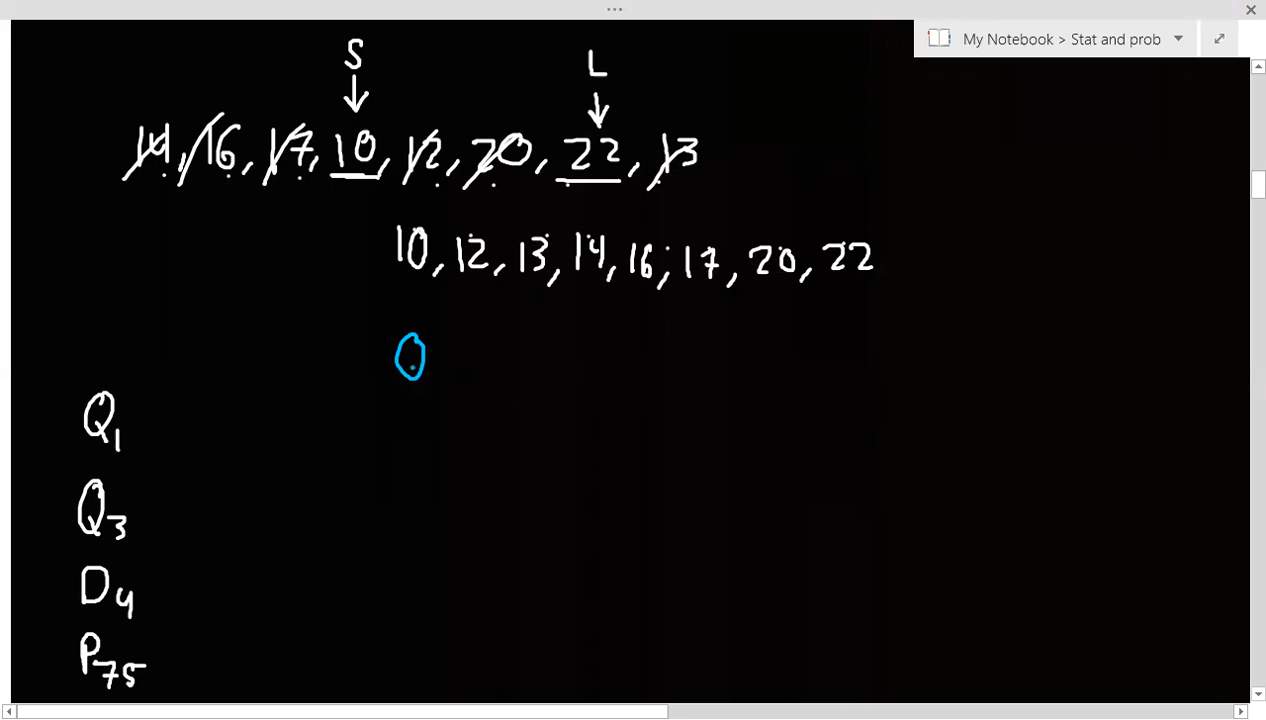 My Notebook > Stat and prob
S L
14, 16, 17, 10, 12, 20, 22, 13
10, 12, 13, 14, 16, 17, 20, 22
Q1
Q3
D4
P75